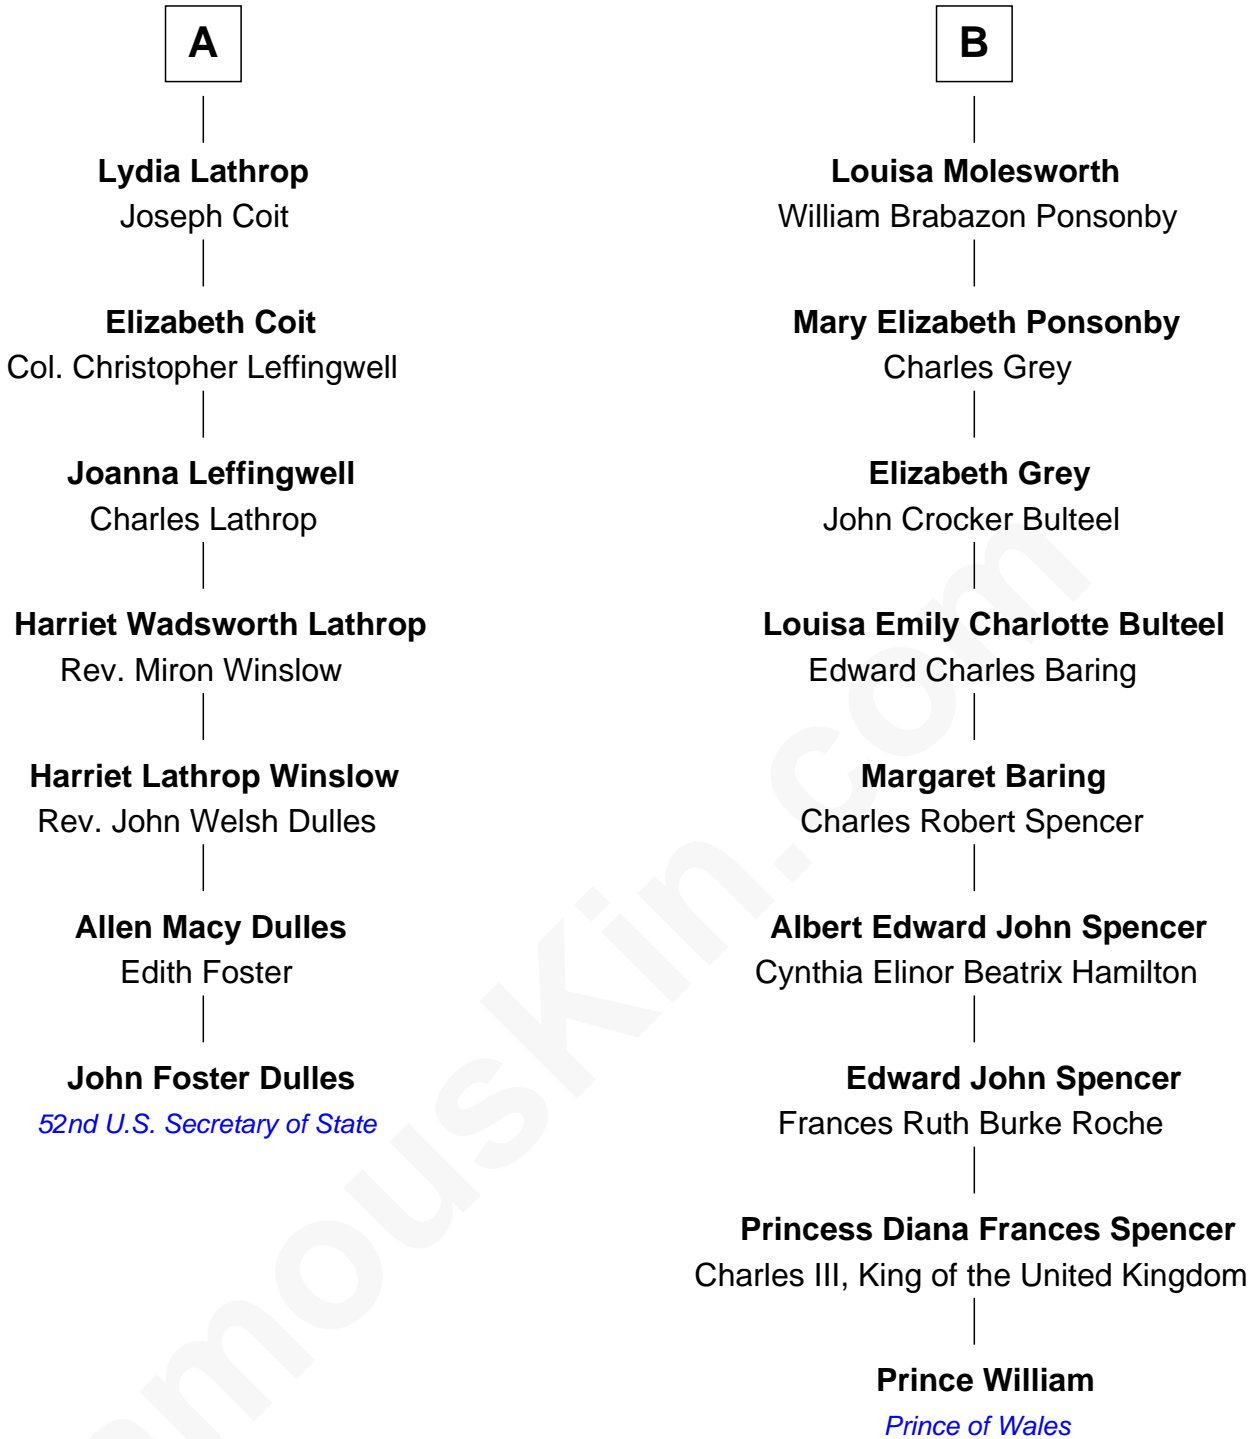 A
Lydia Lathrop
Joseph Coit
Elizabeth Coit
Col. Christopher Leffingwell
Joanna Leffingwell
Charles Lathrop
Harriet Wadsworth Lathrop
Rev. Miron Winslow
Harriet Lathrop Winslow
Rev. John Welsh Dulles
Allen Macy Dulles
Edith Foster
John Foster Dulles
52nd U.S. Secretary of State
B
Louisa Molesworth
William Brabazon Ponsonby
Mary Elizabeth Ponsonby
Charles Grey
Elizabeth Grey
John Crocker Bulteel
Louisa Emily Charlotte Bulteel
Edward Charles Baring
Margaret Baring
Charles Robert Spencer
Albert Edward John Spencer
Cynthia Elinor Beatrix Hamilton
Edward John Spencer
Frances Ruth Burke Roche
Princess Diana Frances Spencer
Charles III, King of the United Kingdom
Prince William
Prince of Wales
amousKin.com